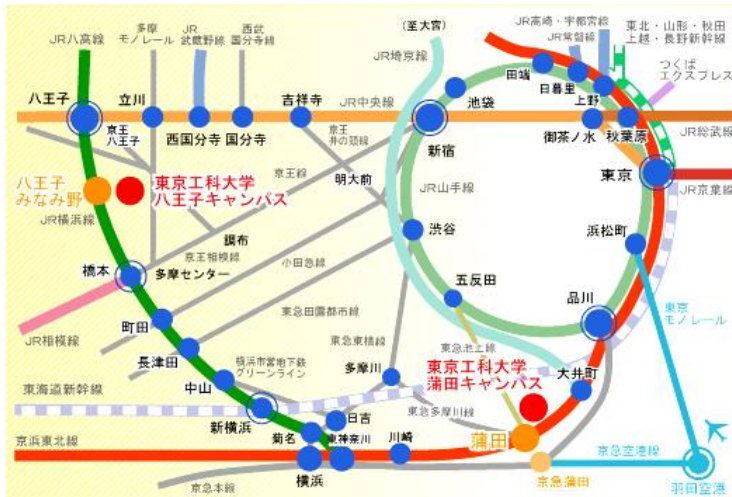 JR八高線
多摩
モノレール
JR
武蔵野線
西武
国分寺線
(至大宮)
JR埼京線
JR高崎・宇都宮線
JR常磐線
東北・山形・秋田
上越・長野新幹線
つくば
エクスプレス
八王子
立川
吉祥寺
JR中央線
池袋
田端
日暮里
上野
西国分寺
国分寺
新宿
御茶ノ水
秋葉原
JR総武線
京王
八王子
京王
井の頭線
京王線
明大前
東京
JR京葉線
八王子
みなみ野
東京工科大学
八王子キャンパス
JR山手線
JR横浜線
調布
渋谷
浜松町
京王相模線
橋本
多摩センター
小田急線
五反田
品川
東京
モノレール
町田
東急田園都市線
JR相模線
長津田
東急東横線
東急池上線
横浜市営地下鉄
グリーンライン
多摩川
東京工科大学
蒲田キャンパス
大井町
東海道新幹線
中山
新横浜
日吉
東急多摩川線
菊名
東神奈川
川崎
蒲田
京浜東北線
横浜
京急空港線
京急本線
京急蒲田
羽田空港